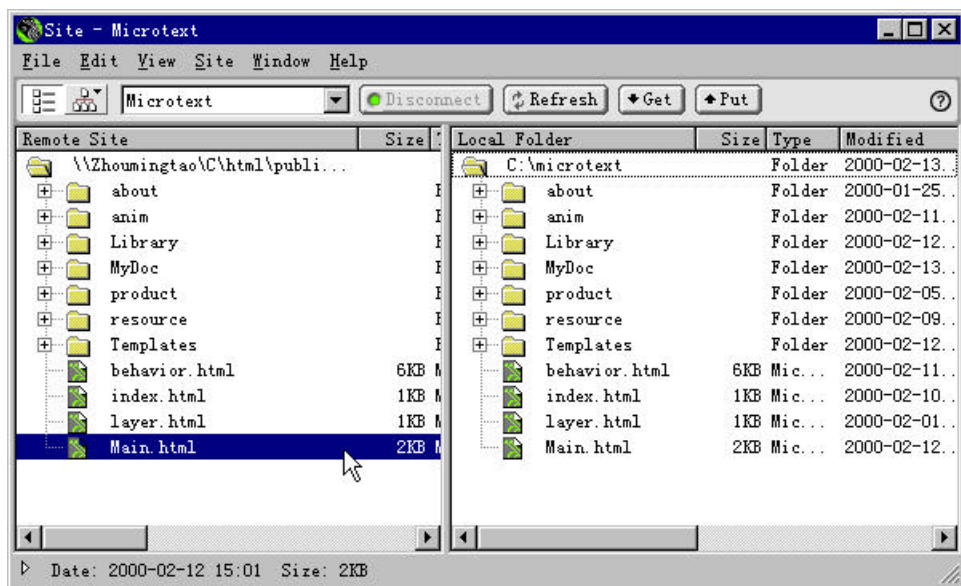 Site - Microtext
File Edit View Site Window Help
Microtext Disconnect Refresh Get Put
Remote Site Size Local Folder Size Type Modified
\\Zhoumingtao\C\html\publi... C:\microtext Folder 2000-02-13..
about about Folder 2000-01-25..
anim anim Folder 2000-02-11..
Library Library Folder 2000-02-12..
MyDoc MyDoc Folder 2000-02-13..
product product Folder 2000-02-05..
resource resource Folder 2000-02-09..
Templates Templates Folder 2000-02-12..
behavior.html 6KB behavior.html 6KB Mic... 2000-02-11..
index.html 1KB index.html 1KB Mic... 2000-02-10..
layer.html 1KB layer.html 1KB Mic... 2000-02-01..
Main.html 2KB Main.html 2KB Mic... 2000-02-12..
Date: 2000-02-12 15:01 Size: 2KB